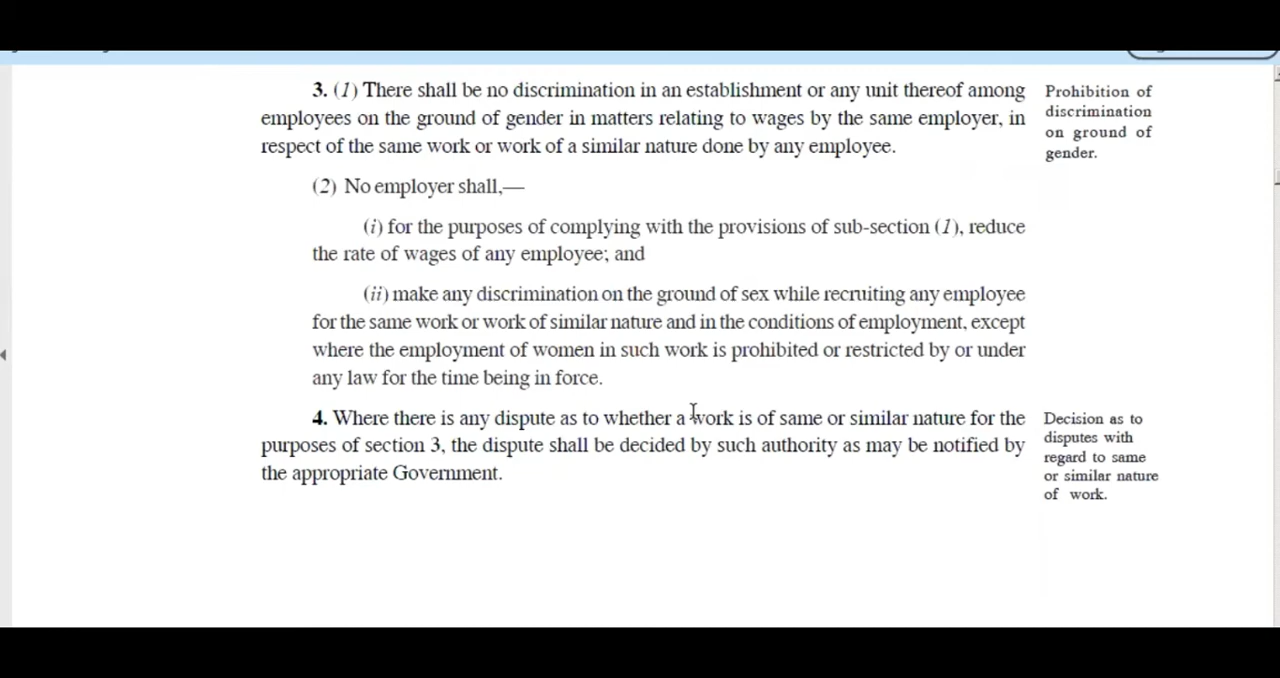 3. (1) There shall be no discrimination in an establishment or any unit thereof among
employees on the ground of gender in matters relating to wages by the same employer, in
respect of the same work or work of a similar nature done by any employee.
Prohibition of
discrimination
on ground of
gender.
(2) No employer shall,—
(i) for the purposes of complying with the provisions of sub-section (1), reduce
the rate of wages of any employee; and
(ii) make any discrimination on the ground of sex while recruiting any employee
for the same work or work of similar nature and in the conditions of employment, except
where the employment of women in such work is prohibited or restricted by or under
any law for the time being in force.
4. Where there is any dispute as to whether a work is of same or similar nature for the
purposes of section 3, the dispute shall be decided by such authority as may be notified by
the appropriate Government.
Decision as to
disputes with
regard to same
or similar nature
of work.